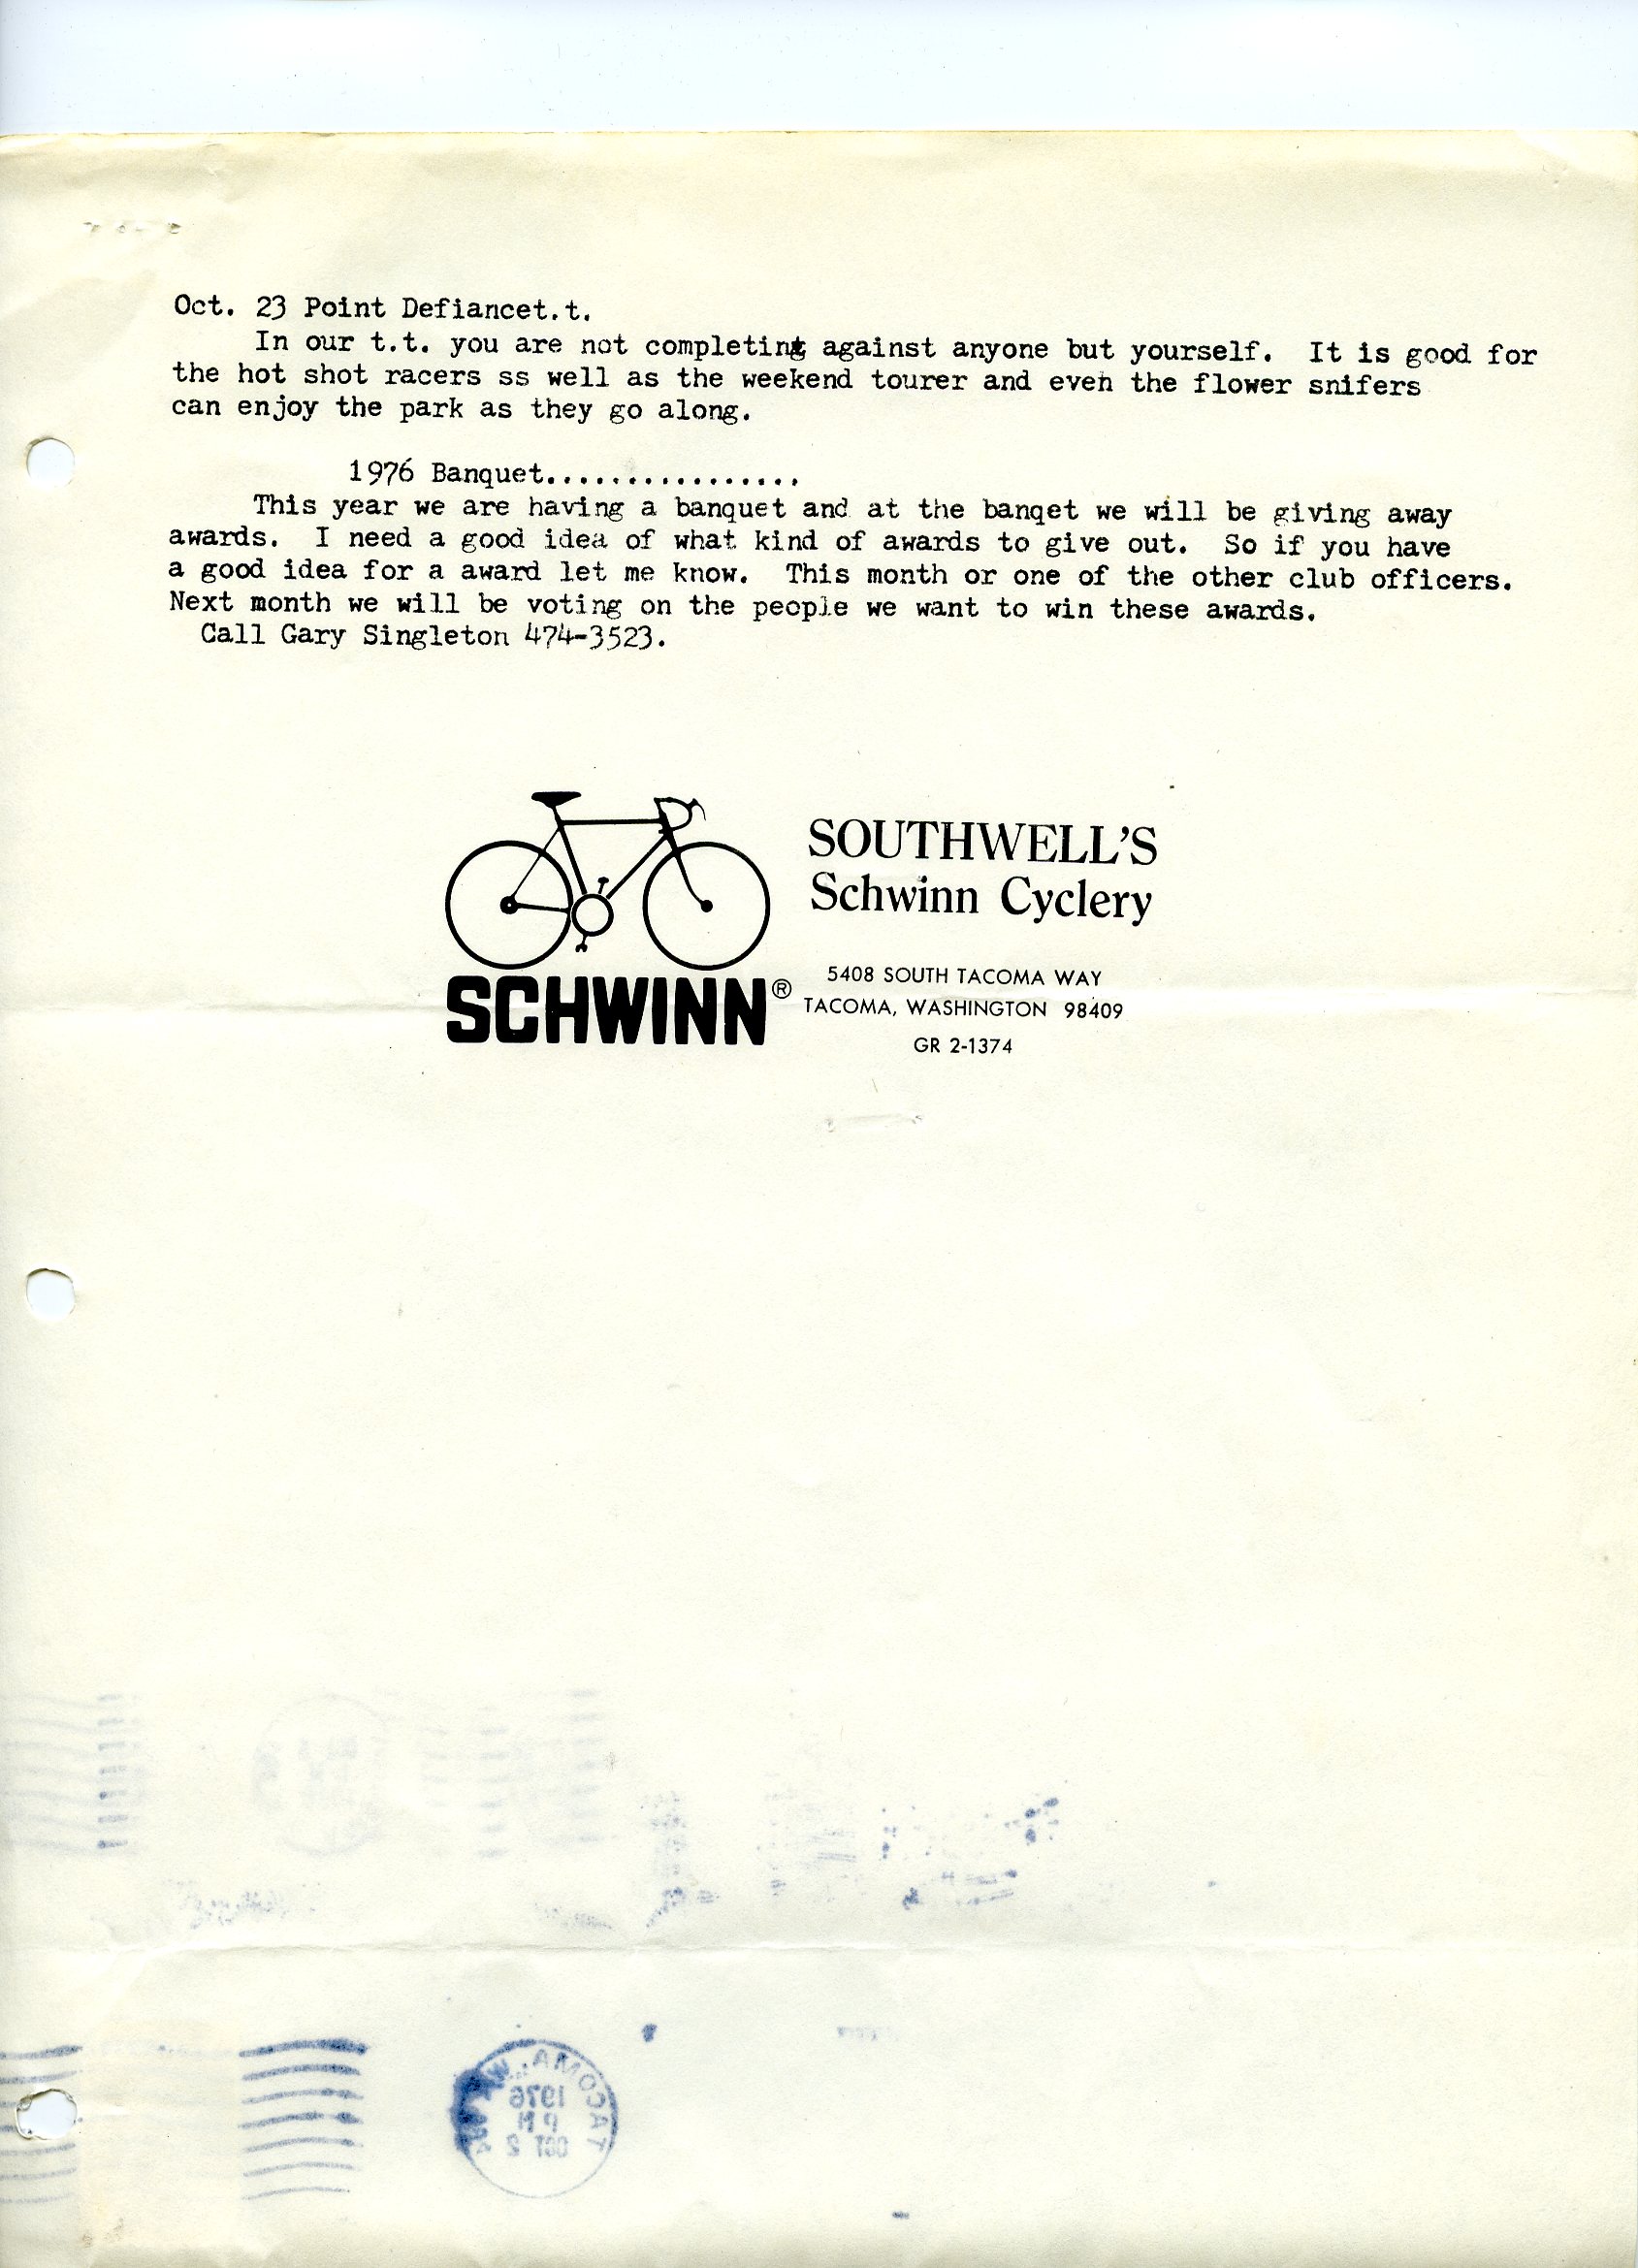 Oct. 23 Point Defiancet.t.
In our t.t. you are not completing against anyone but yourself.  It is good for
the hot shot racers ss well as the weekend tourer and even the flower snifers
can enjoy the park as they go along.
1976 Banquet................
This year we are having a banquet and at the banqet we will be giving away
awards.  I need a good idea of what kind of awards to give out.  So if you have
a good idea for a award let me know.  This month or one of the other club officers.
Next month we will be voting on the people we want to win these awards.
Call Gary Singleton 474-3523.
SOUTHWELL'S
Schwinn Cyclery
SCHWINN®
5408 SOUTH TACOMA WAY
TACOMA, WASHINGTON 98409
GR 2-1374
TACOMA, W
1976
PM
OCT 2